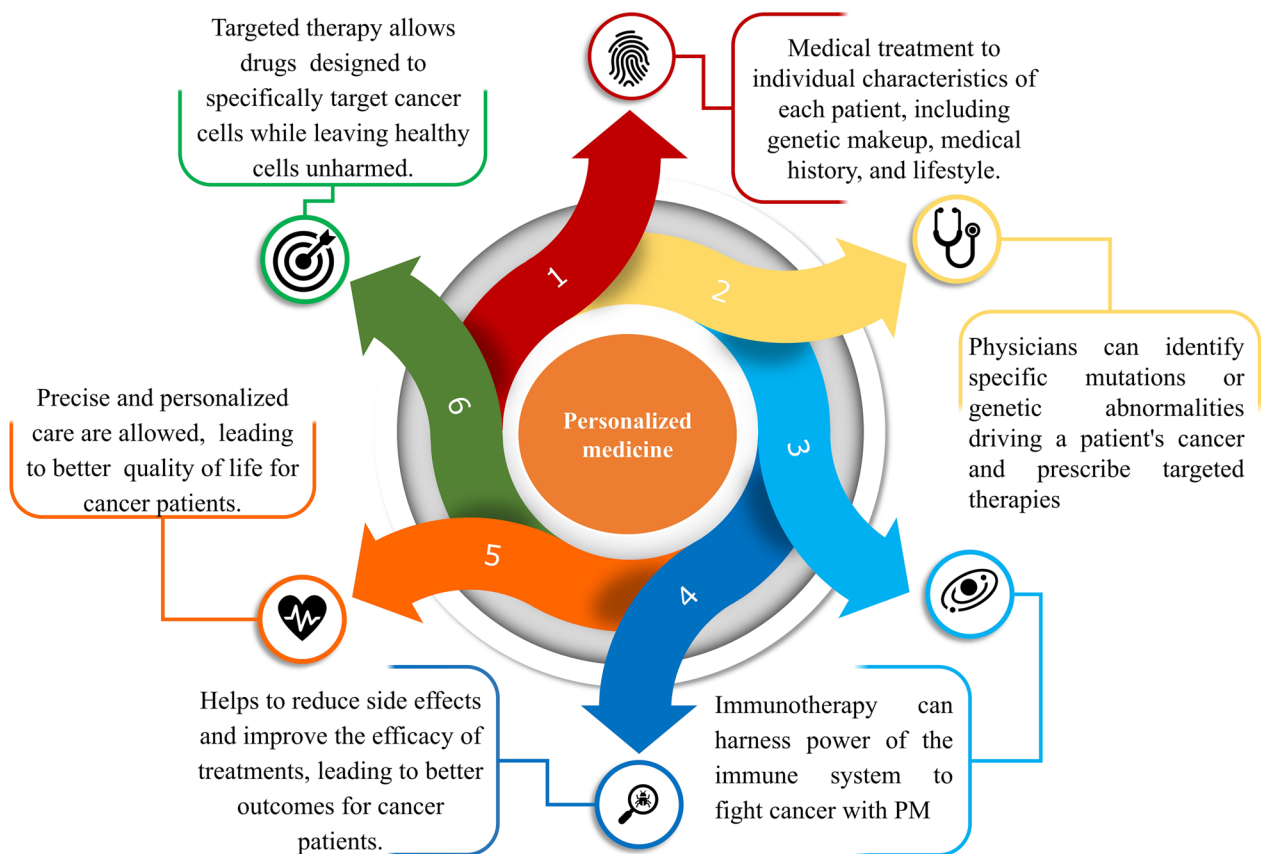 Targeted therapy allows
drugs designed to
specifically target cancer
cells while leaving healthy
cells unharmed.
Medical treatment to
individual characteristics of
each patient, including
genetic makeup, medical
history, and lifestyle.
1
2
3
4
5
6
Personalized
medicine
Physicians can identify
specific mutations or
genetic abnormalities
driving a patient's cancer
and prescribe targeted
therapies
Precise and personalized
care are allowed, leading
to better quality of life for
cancer patients.
Helps to reduce side effects
and improve the efficacy of
treatments, leading to better
outcomes for cancer
patients.
Immunotherapy can
harness power of the
immune system to
fight cancer with PM